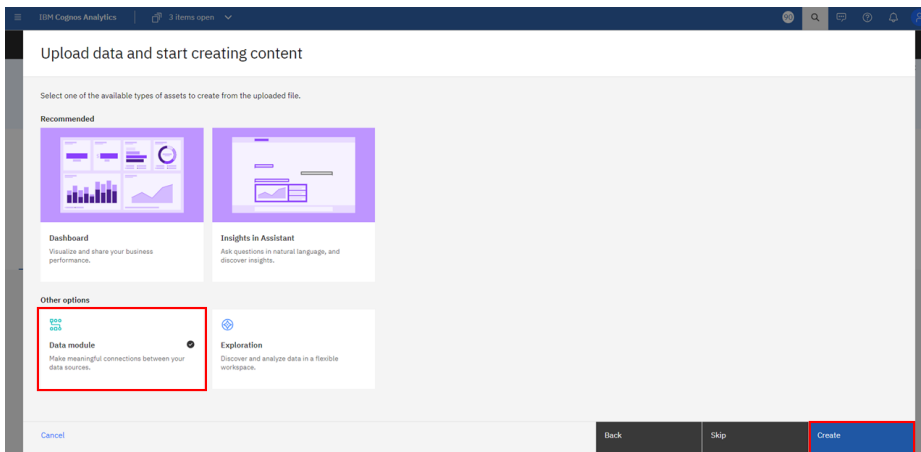 IBM Cognos Analytics
3 items open
90
Upload data and start creating content
Select one of the available types of assets to create from the uploaded file.
Recommended
Dashboard
Visualize and share your business
performance.
Insights in Assistant
Ask questions in natural language, and
discover insights.
Other options
Data module
Make meaningful connections between your
data sources.
Exploration
Discover and analyze data in a flexible
workspace.
Cancel
Back
Skip
Create